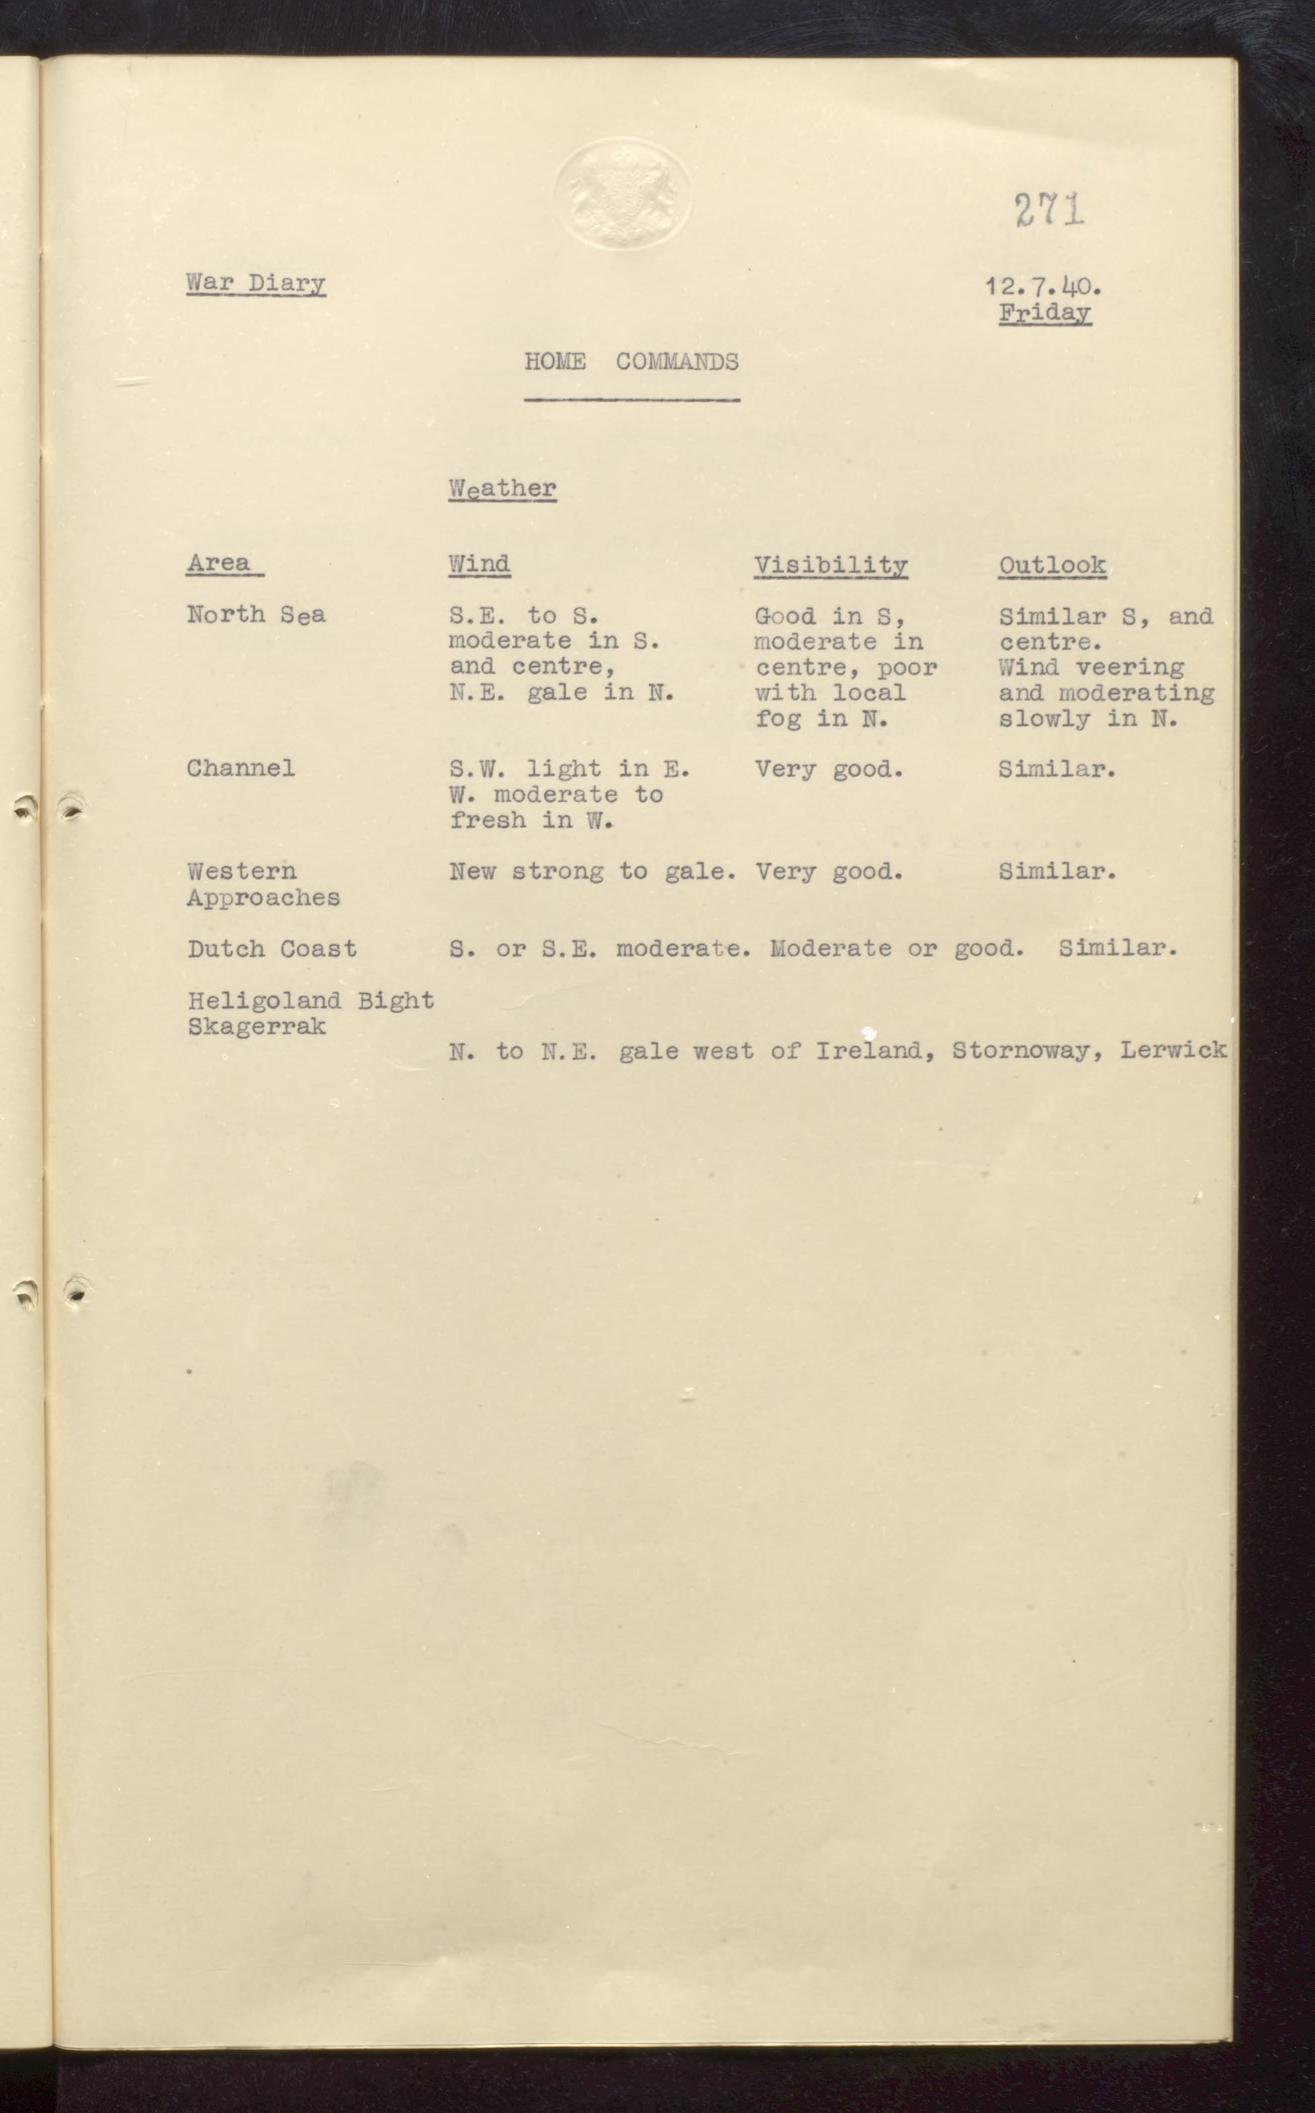 271
War Diary 12.7.40.
Friday
HOME COMMANDS
Weather
Area Wind Visibility Outlook
North Sea S.E. to S. Good in S, Similar S, and
moderate in S. moderate in centre.
and centre, centre, poor Wind veering
N.E. gale in N. with local and moderating
fog in N. slowly in N.
Channel S.W. light in E. Very good. Similar.
W. moderate to
fresh in W.
Western New strong to gale. Very good. Similar.
Approaches
Dutch Coast S. or S.E. moderate. Moderate or good. Similar.
Heligoland Bight
Skagerrak
N. to N.E. gale west of Ireland, Stornoway, Lerwick